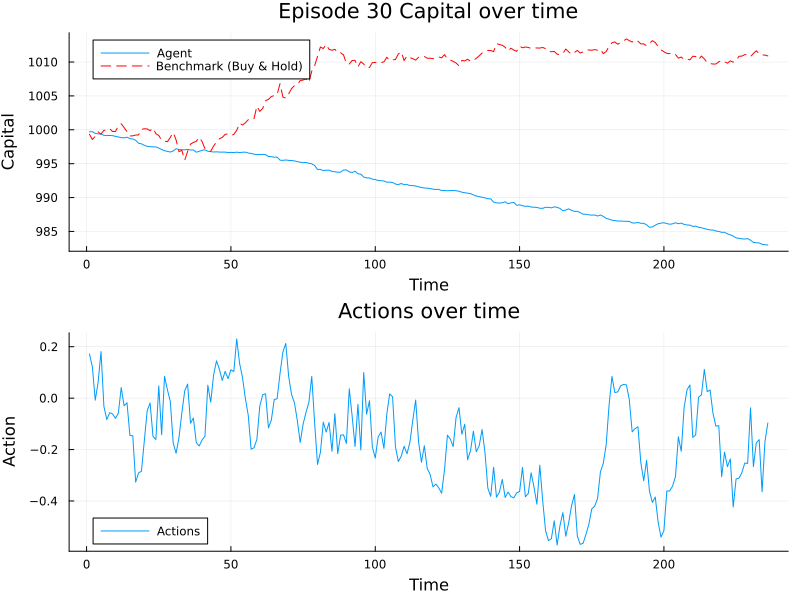 Episode 30 Capital over time
Agent
Benchmark (Buy & Hold)
Capital
1010
1005
1000
995
990
985
0 50 100 150 200
Time
Actions over time
Action
0.2
0.0
−0.2
−0.4
Actions
0 50 100 150 200
Time